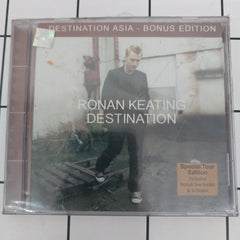 DESTINATION ASIA - BONUS EDITION
RONAN KEATING
DESTINATION
Special Tour
Edition